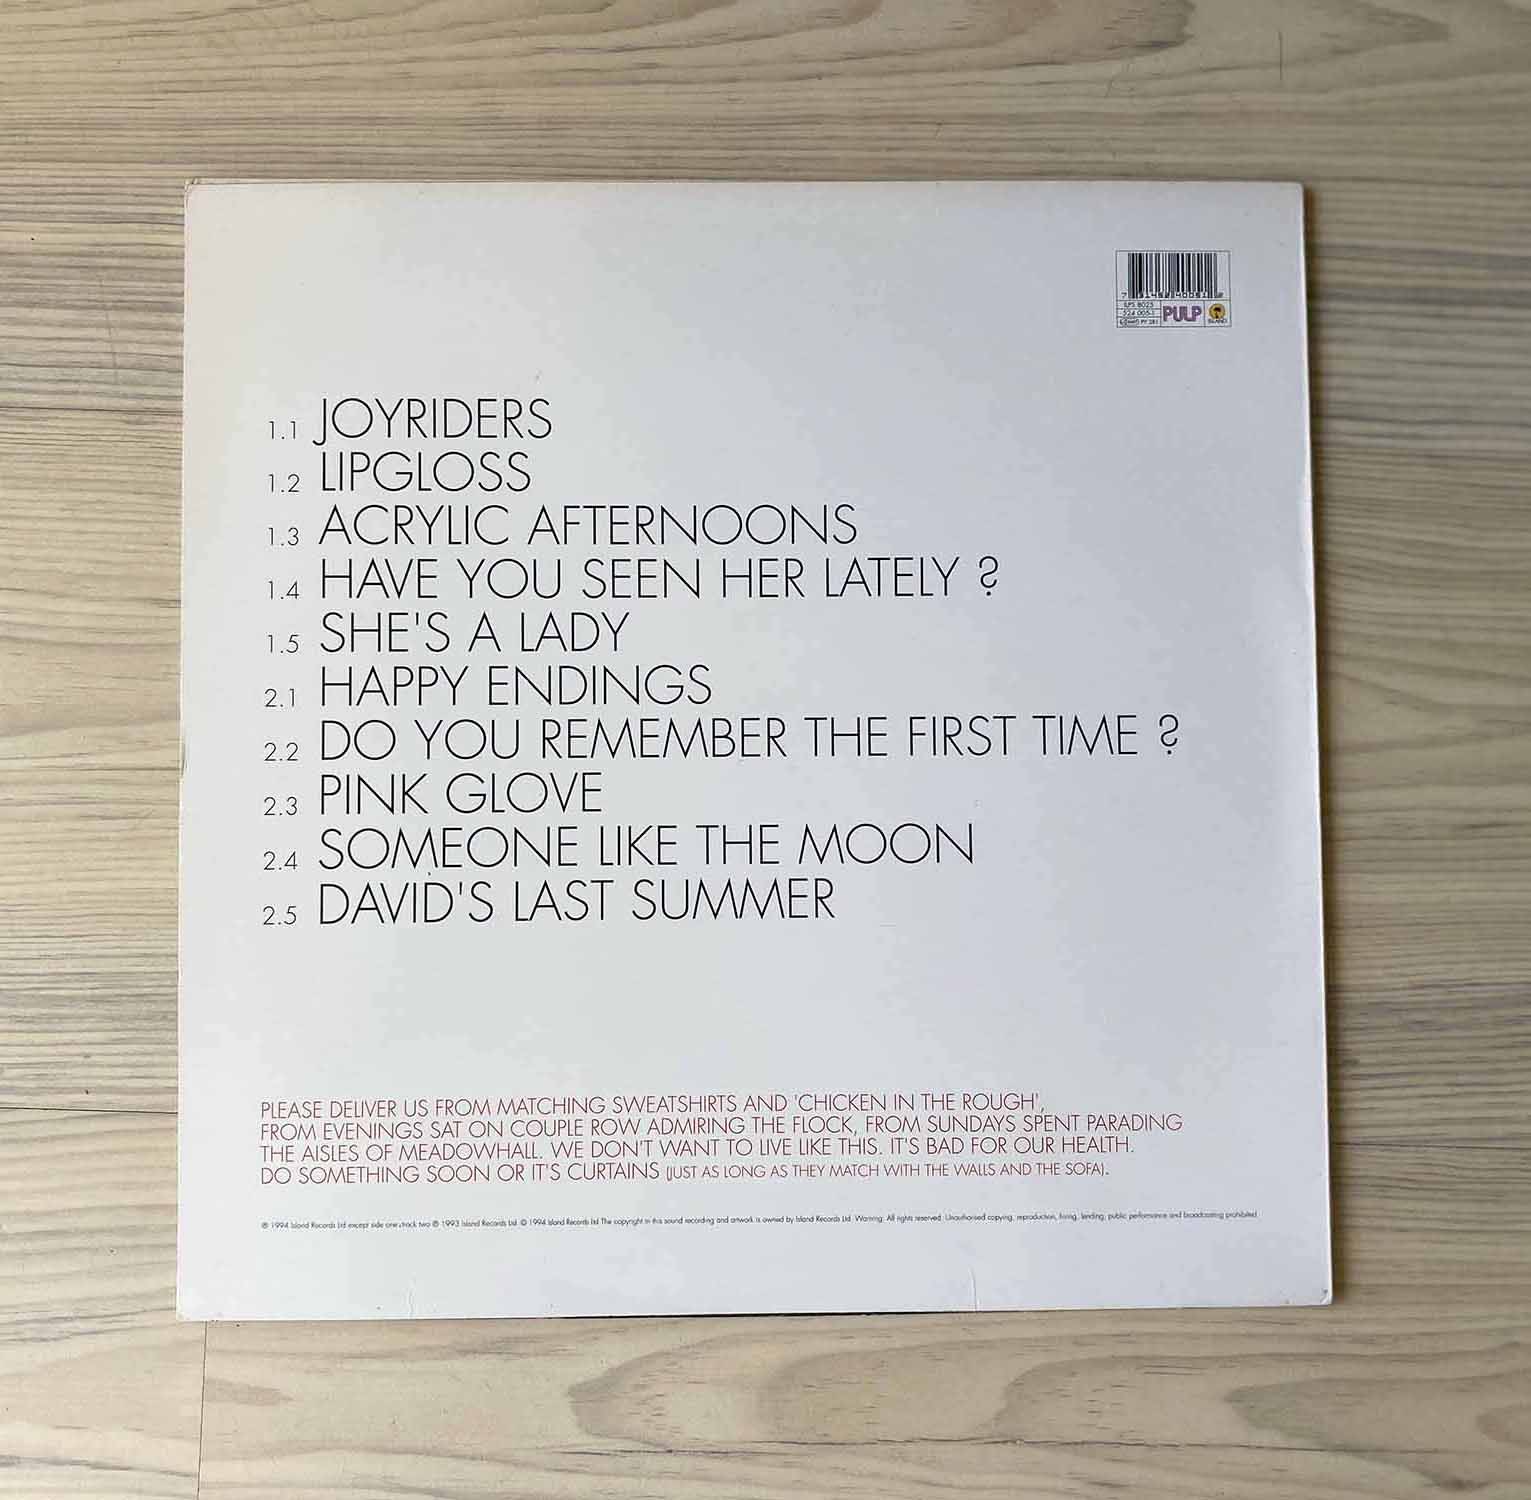 ILPS 8025
524 005-1
PY 281
PULP
ISLAND
1.1 JOYRIDERS
1.2 LIPGLOSS
1.3 ACRYLIC AFTERNOONS
1.4 HAVE YOU SEEN HER LATELY ?
1.5 SHE'S A LADY
2.1 HAPPY ENDINGS
2.2 DO YOU REMEMBER THE FIRST TIME ?
2.3 PINK GLOVE
2.4 SOMEONE LIKE THE MOON
2.5 DAVID'S LAST SUMMER
PLEASE DELIVER US FROM MATCHING SWEATSHIRTS AND 'CHICKEN IN THE ROUGH',
FROM EVENINGS SAT ON COUPLE ROW ADMIRING THE FLOCK, FROM SUNDAYS SPENT PARADING
THE AISLES OF MEADOWHALL. WE DON'T WANT TO LIVE LIKE THIS. IT'S BAD FOR OUR HEALTH.
DO SOMETHING SOON OR IT'S CURTAINS (JUST AS LONG AS THEY MATCH WITH THE WALLS AND THE SOFA).
℗ 1994 Island Records Ltd except side one, track two ℗ 1993 Island Records Ltd. © 1994 Island Records Ltd The copyright in this sound recording and artwork is owned by Island Records Ltd. Warning: All rights reserved. Unauthorised copying, reproduction, hiring, lending, public performance and broadcasting prohibited.